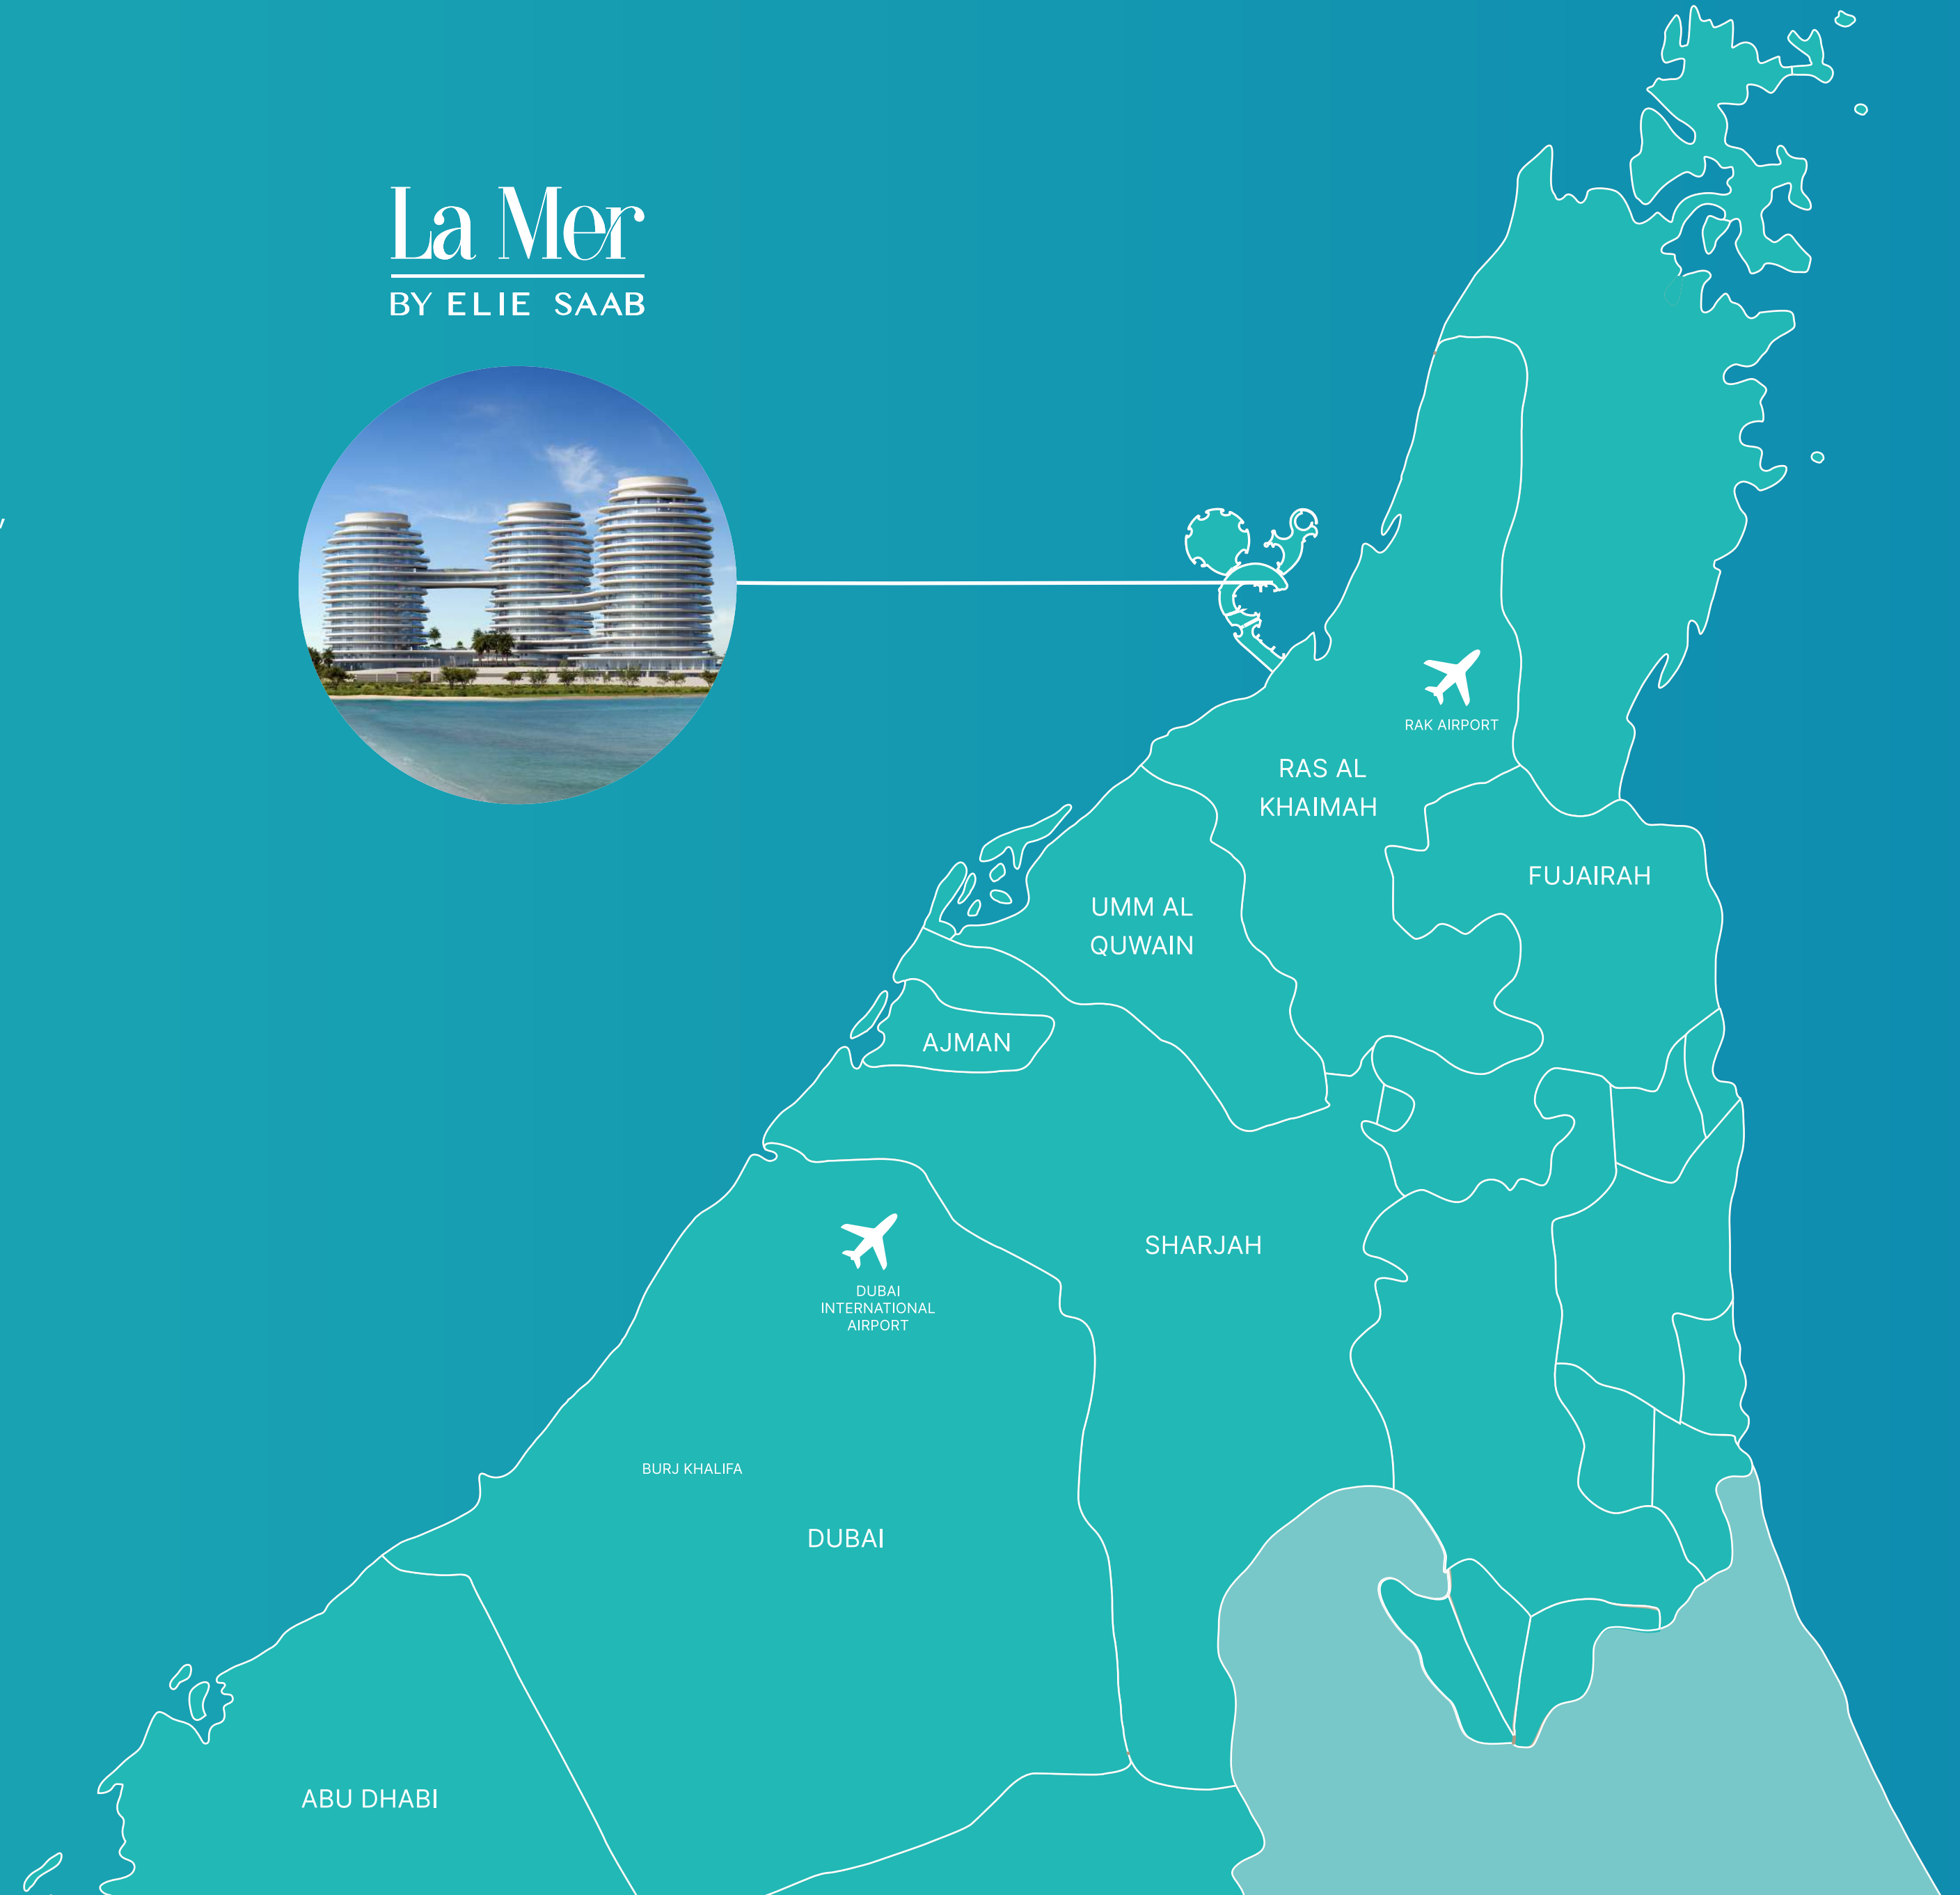 La Mer
BY ELIE SAAB
RAK AIRPORT
RAS AL
KHAIMAH
FUJAIRAH
UMM AL
QUWAIN
AJMAN
SHARJAH
DUBAI
INTERNATIONAL
AIRPORT
BURJ KHALIFA
DUBAI
ABU DHABI